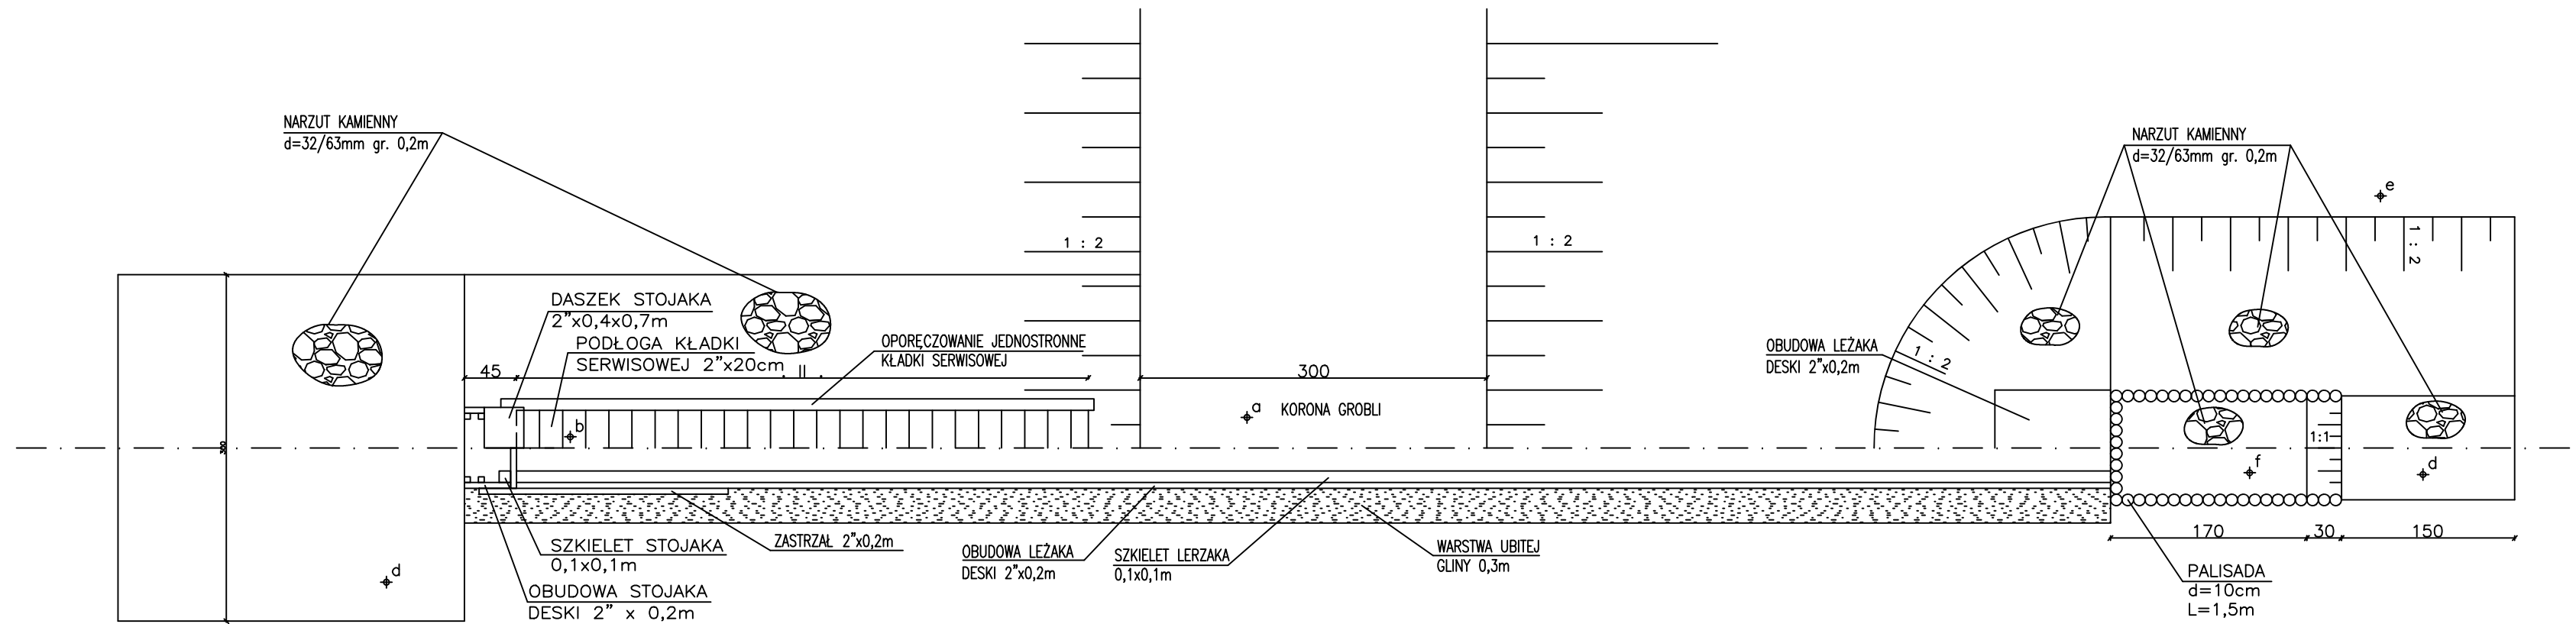 NARZUT KAMIENNY
d=32/63mm gr. 0,2m
NARZUT KAMIENNY
d=32/63mm gr. 0,2m
e
1 : 2
1 : 2
1 : 2
DASZEK STOJAKA
2”x0,4x0,7m
PODŁOGA KŁADKI
SERWISOWEJ 2”x20cm
OPORĘCZOWANIE JEDNOSTRONNE
KŁADKI SERWISOWEJ
OBUDOWA LEŻAKA
DESKI 2”x0,2m
1 : 2
45
300
a
KORONA GROBLI
b
300
1:1
f
d
SZKIELET STOJAKA
0,1x0,1m
ZASTRZAŁ 2”x0,2m
OBUDOWA LEŻAKA
DESKI 2”x0,2m
SZKIELET LERZAKA
0,1x0,1m
WARSTWA UBITEJ
GLINY 0,3m
170
30
150
d
OBUDOWA STOJAKA
DESKI 2” x 0,2m
PALISADA
d=10cm
L=1,5m